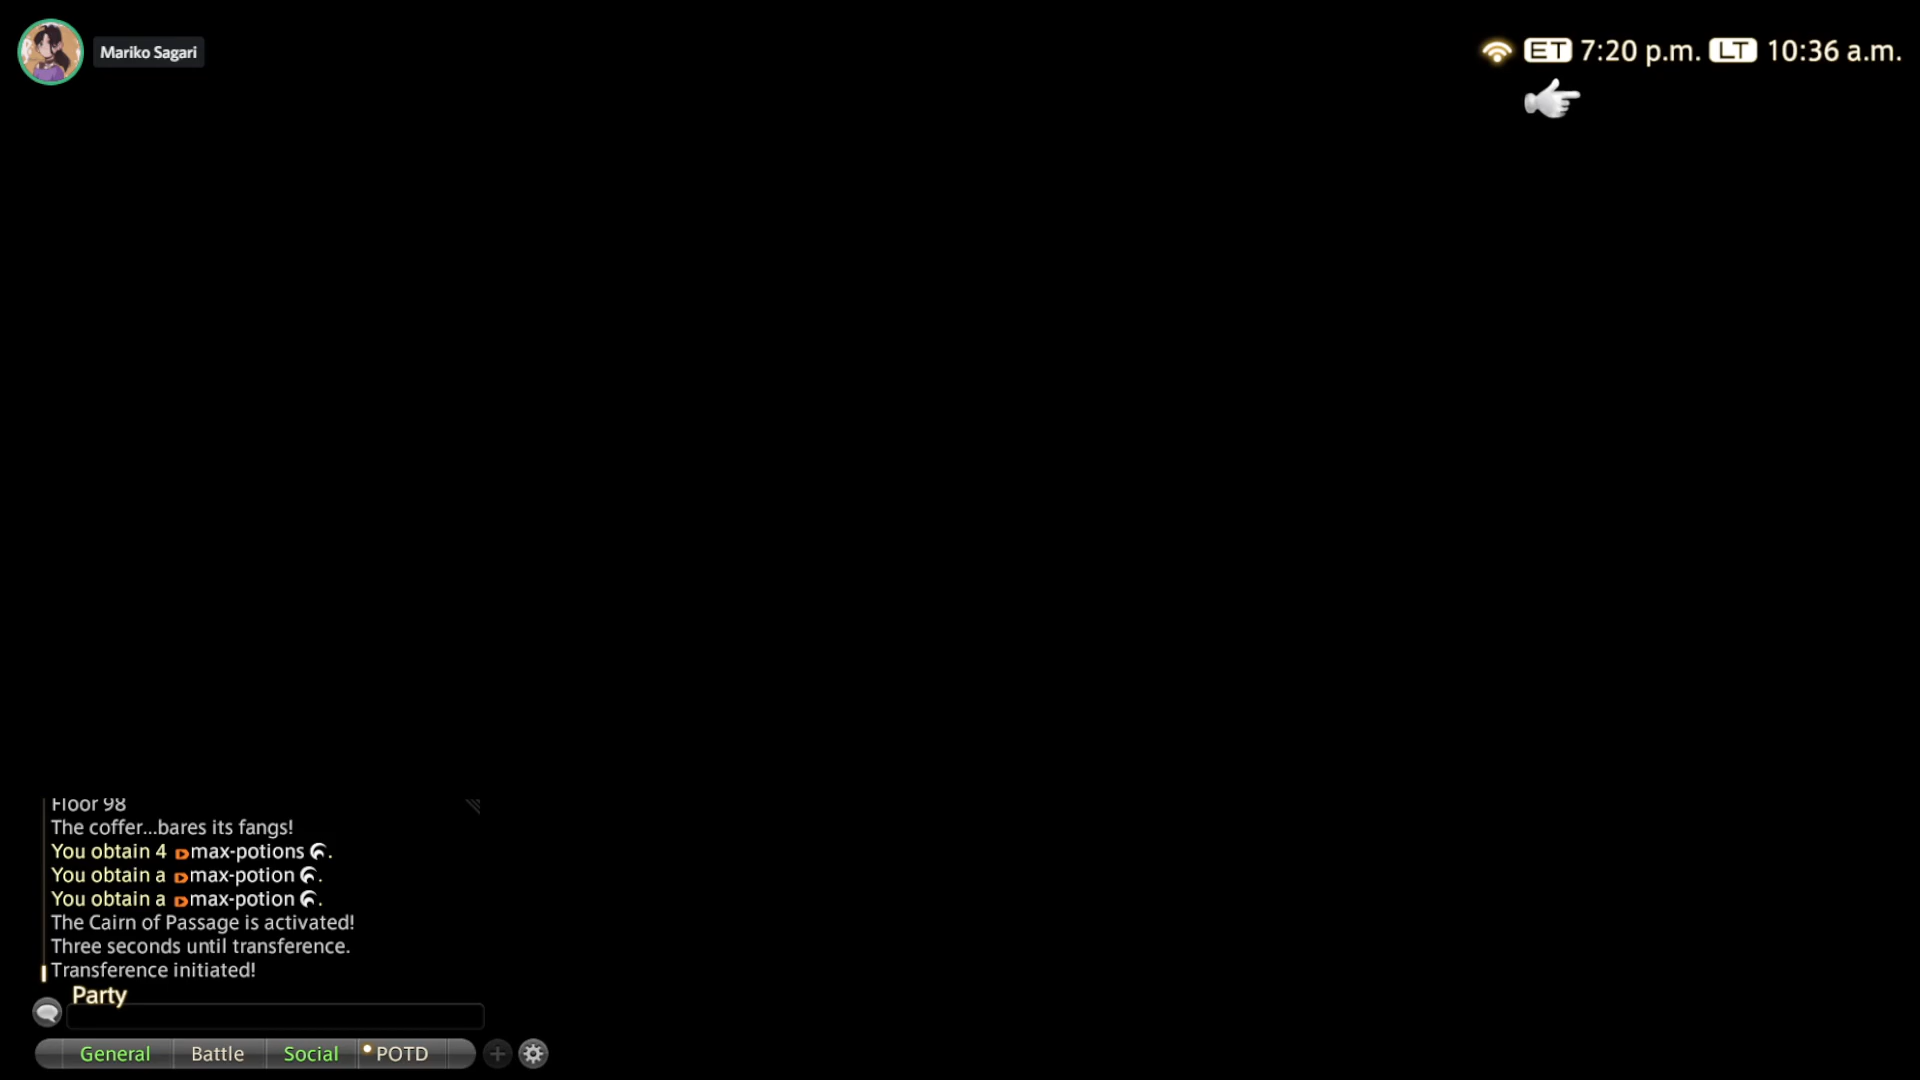 Mariko Sagari
ET 7:20 p.m. LT 10:36 a.m.
Floor 98
The coffer...bares its fangs!
You obtain 4 max-potions.
You obtain a max-potion.
You obtain a max-potion.
The Cairn of Passage is activated!
Three seconds until transference.
Transference initiated!
Party
General Battle Social POTD